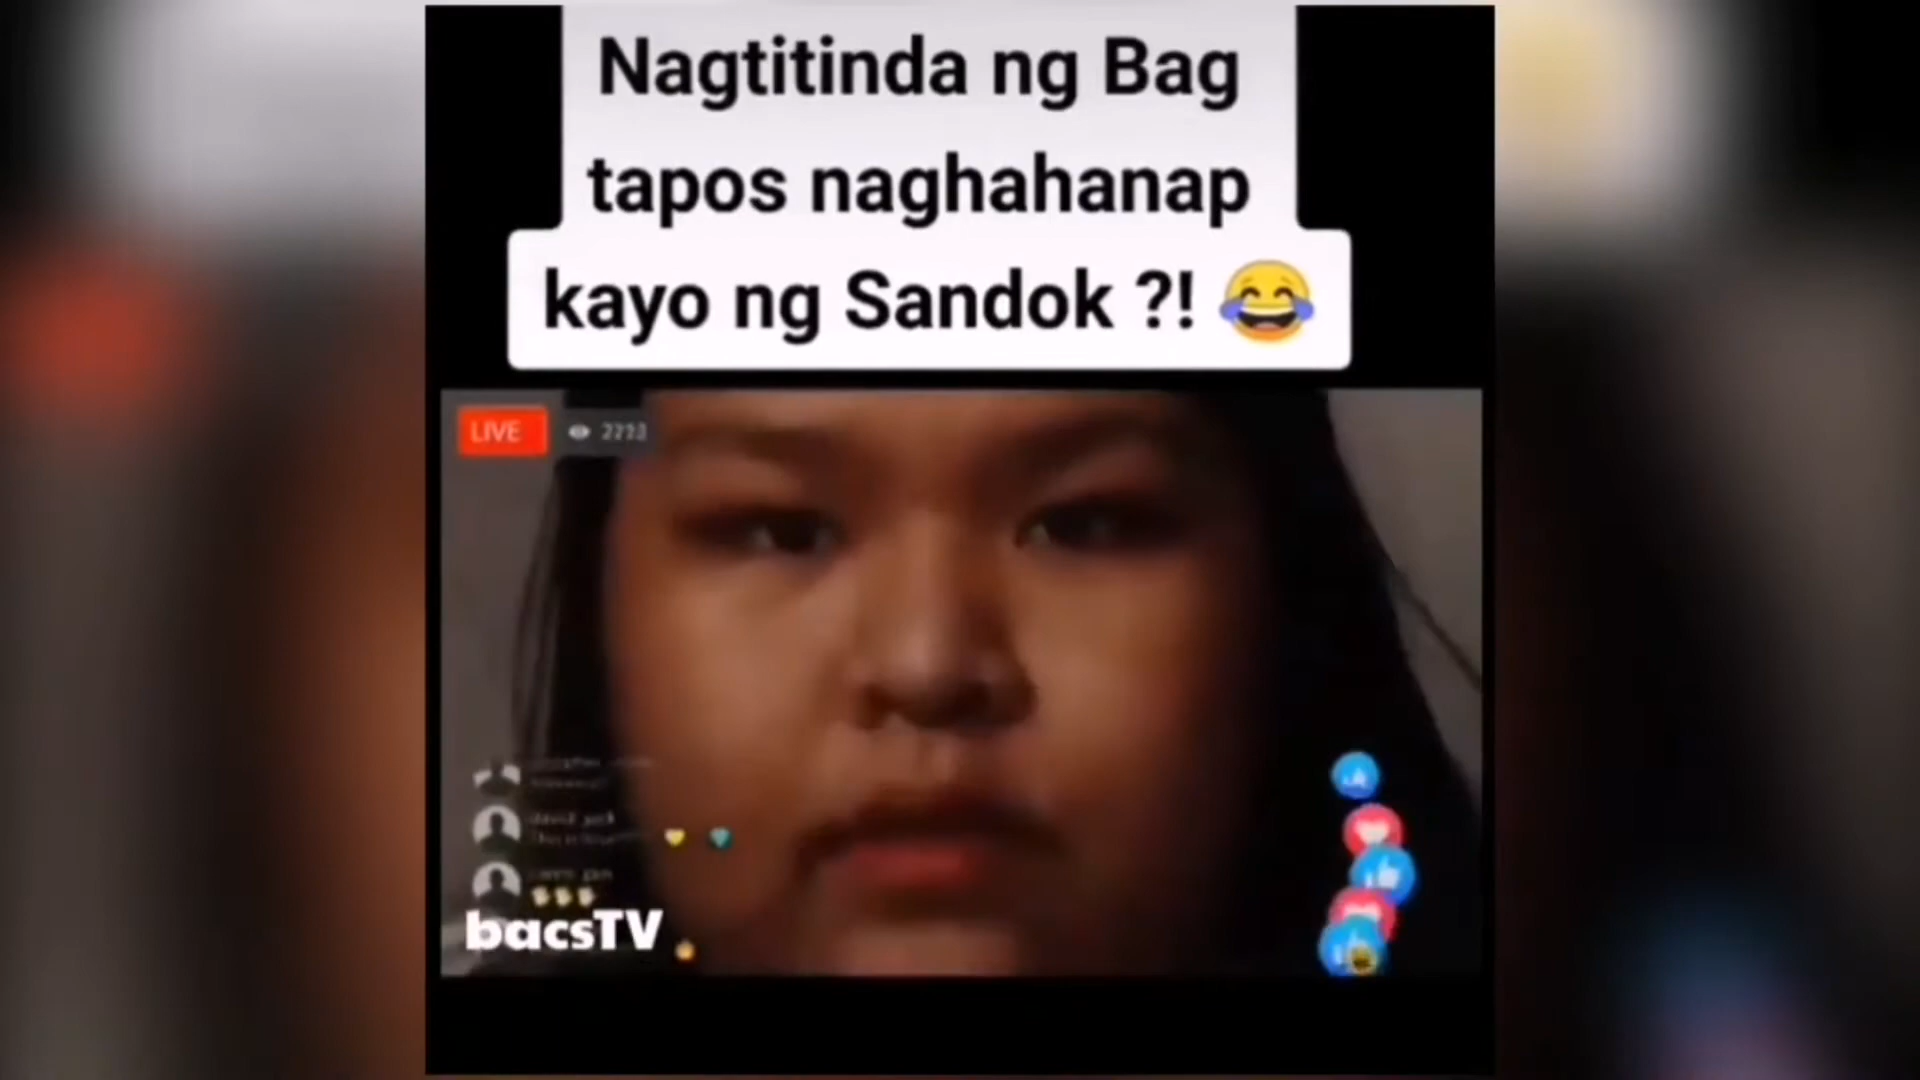 Nagtitinda ng Bag
tapos naghahanap
kayo ng Sandok ?! 😂
LIVE
bacsTV